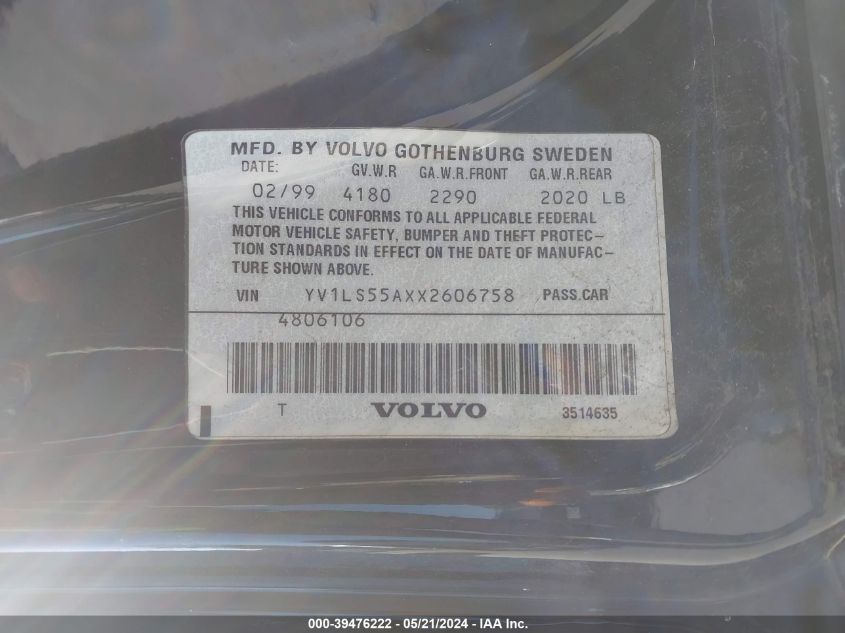 MFD. BY VOLVO GOTHENBURG SWEDEN
DATE: GV.W.R GA.W.R.FRONT GA.W.R.REAR
02/99 4180 2290 2020 LB
THIS VEHICLE CONFORMS TO ALL APPLICABLE FEDERAL
MOTOR VEHICLE SAFETY, BUMPER AND THEFT PROTEC–
TION STANDARDS IN EFFECT ON THE DATE OF MANUFAC–
TURE SHOWN ABOVE.
VIN YV1LS55AXX2606758 PASS.CAR
4806106
T VOLVO 3514635
000-39476222 - 05/21/2024 - IAA Inc.